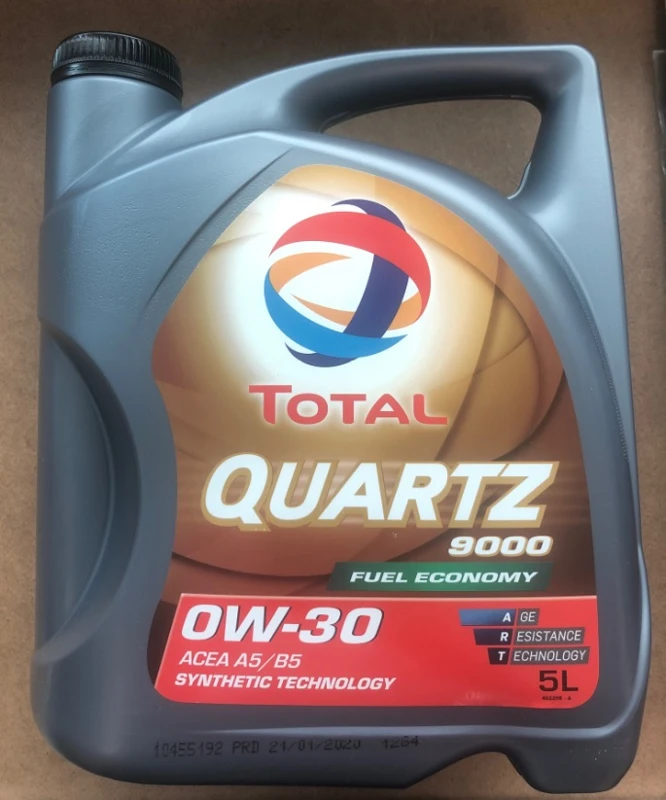 TOTAL
QUARTZ
9000
FUEL ECONOMY
0W-30
ACEA A5/B5
SYNTHETIC TECHNOLOGY
A GE
R ESISTANCE
T ECHNOLOGY
5L
10455192 PRD 21/01/2020 1264